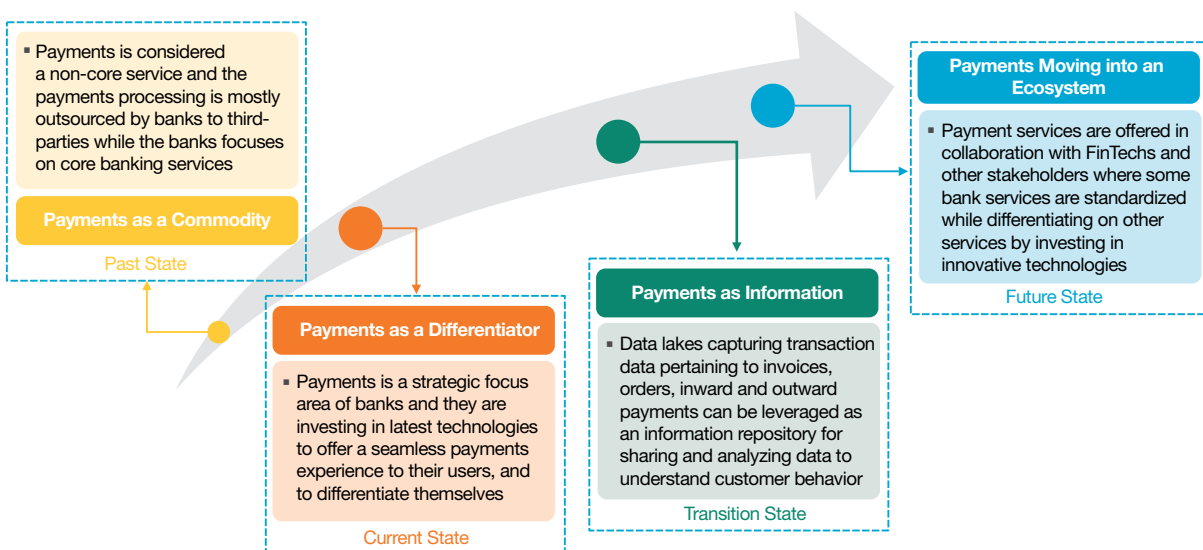 ▪ Payments is considered
a non-core service and the
payments processing is mostly
outsourced by banks to third-
parties while the banks focuses
on core banking services
Payments as a Commodity
Past State
Payments as a Differentiator
▪ Payments is a strategic focus
area of banks and they are
investing in latest technologies
to offer a seamless payments
experience to their users, and
to differentiate themselves
Current State
Payments as Information
▪ Data lakes capturing transaction
data pertaining to invoices,
orders, inward and outward
payments can be leveraged as
an information repository for
sharing and analyzing data to
understand customer behavior
Transition State
Payments Moving into an
Ecosystem
▪ Payment services are offered in
collaboration with FinTechs and
other stakeholders where some
bank services are standardized
while differentiating on other
services by investing in
innovative technologies
Future State